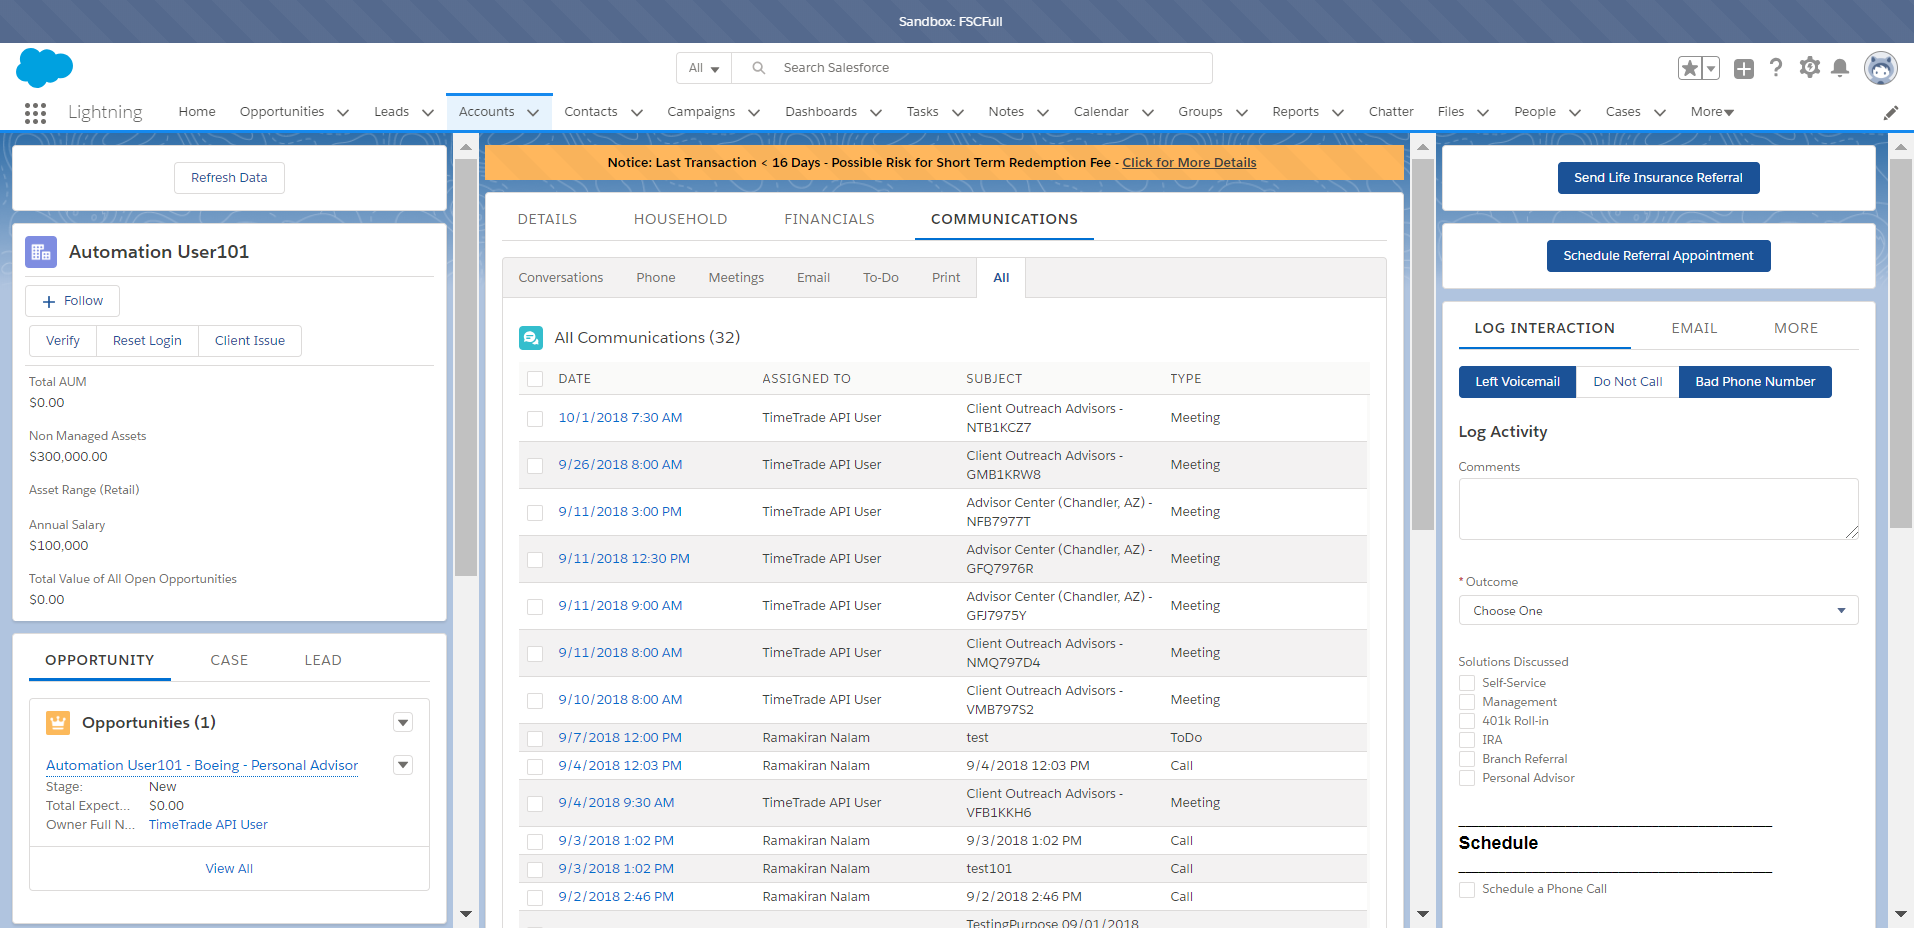 Sandbox: FSCFull
All
Search Salesforce
Lightning
Home
Opportunities
Leads
Accounts
Contacts
Campaigns
Dashboards
Tasks
Notes
Calendar
Groups
Reports
Chatter
Files
People
Cases
More
Refresh Data
Automation User101
Follow
Verify
Reset Login
Client Issue
Total AUM
$0.00
Non Managed Assets
$300,000.00
Asset Range (Retail)
Annual Salary
$100,000
Total Value of All Open Opportunities
$0.00
OPPORTUNITY
CASE
LEAD
Opportunities (1)
Automation User101 - Boeing - Personal Advisor
Stage: New
Total Expect... $0.00
Owner Full N... TimeTrade API User
View All
Notice: Last Transaction < 16 Days - Possible Risk for Short Term Redemption Fee - Click for More Details
DETAILS
HOUSEHOLD
FINANCIALS
COMMUNICATIONS
Conversations
Phone
Meetings
Email
To-Do
Print
All
All Communications (32)
DATE ASSIGNED TO SUBJECT TYPE
10/1/2018 7:30 AM TimeTrade API User Client Outreach Advisors - Meeting
NTB1KCZ7
9/26/2018 8:00 AM TimeTrade API User Client Outreach Advisors - Meeting
GMB1KRW8
9/11/2018 3:00 PM TimeTrade API User Advisor Center (Chandler, AZ) - Meeting
NFB7977T
9/11/2018 12:30 PM TimeTrade API User Advisor Center (Chandler, AZ) - Meeting
GFQ7976R
9/11/2018 9:00 AM TimeTrade API User Advisor Center (Chandler, AZ) - Meeting
GFJ7975Y
9/11/2018 8:00 AM TimeTrade API User Client Outreach Advisors - Meeting
NMQ797D4
9/10/2018 8:00 AM TimeTrade API User Client Outreach Advisors - Meeting
VMB797S2
9/7/2018 12:00 PM Ramakiran Nalam test ToDo
9/4/2018 12:03 PM Ramakiran Nalam 9/4/2018 12:03 PM Call
9/4/2018 9:30 AM TimeTrade API User Client Outreach Advisors - Meeting
VFB1KKH6
9/3/2018 1:02 PM Ramakiran Nalam 9/3/2018 1:02 PM Call
9/3/2018 1:02 PM Ramakiran Nalam test101 Call
9/2/2018 2:46 PM Ramakiran Nalam 9/2/2018 2:46 PM Call
TestingPurpose 09/01/2018
Send Life Insurance Referral
Schedule Referral Appointment
LOG INTERACTION
EMAIL
MORE
Left Voicemail
Do Not Call
Bad Phone Number
Log Activity
Comments
* Outcome
Choose One
Solutions Discussed
Self-Service
Management
401k Roll-in
IRA
Branch Referral
Personal Advisor
Schedule
Schedule a Phone Call